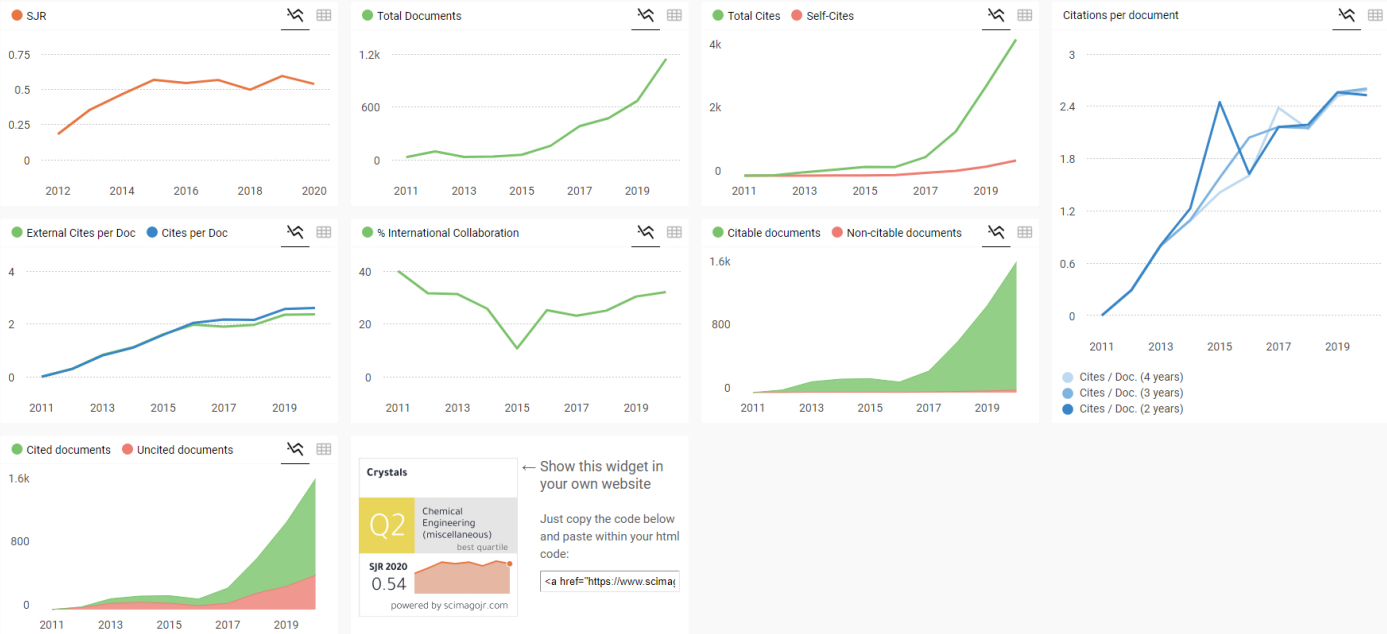 SJR
0.75
0.5
0.25
0
2012 2014 2016 2018 2020
Total Documents
1.2k
600
0
2011 2013 2015 2017 2019
Total Cites Self-Cites
4k
2k
0
2011 2013 2015 2017 2019
Citations per document
3
2.4
1.8
1.2
0.6
0
2011 2013 2015 2017 2019
Cites / Doc. (4 years)
Cites / Doc. (3 years)
Cites / Doc. (2 years)
External Cites per Doc Cites per Doc
4
2
0
2011 2013 2015 2017 2019
% International Collaboration
40
20
0
2011 2013 2015 2017 2019
Citable documents Non-citable documents
1.6k
800
0
2011 2013 2015 2017 2019
Cited documents Uncited documents
1.6k
800
0
2011 2013 2015 2017 2019
Crystals
Q2
Chemical
Engineering
(miscellaneous)
best quartile
SJR 2020
0.54
powered by scimagojr.com
← Show this widget in
your own website
Just copy the code below
and paste within your html
code:
<a href="https://www.scimag